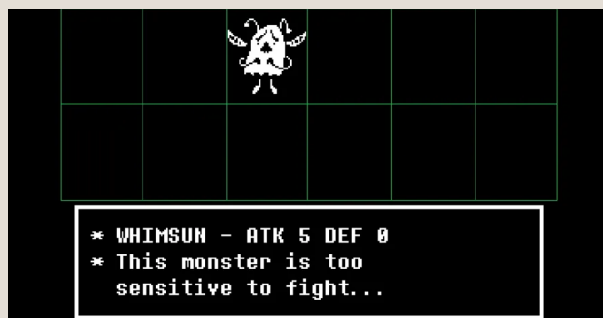 * WHIMSUN - ATK 5 DEF 0
* This monster is too
sensitive to fight...